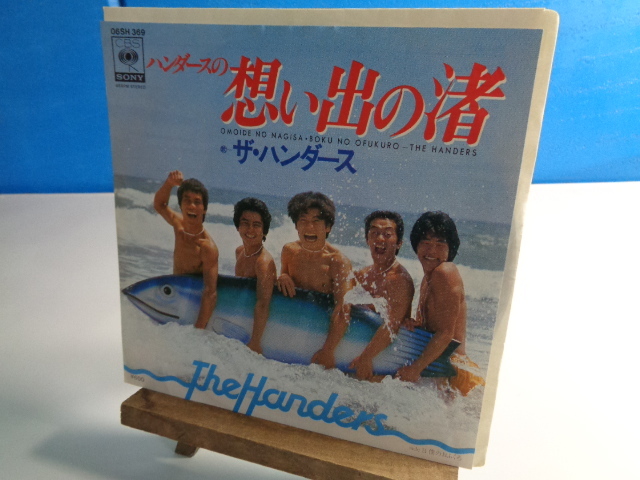 06SH 369
CBS
SONY
ハンダースの
想い出の渚
OMOIDE NO NAGISA・BOKU NO OFUKURO—THE HANDERS
ザ・ハンダース
The Handers